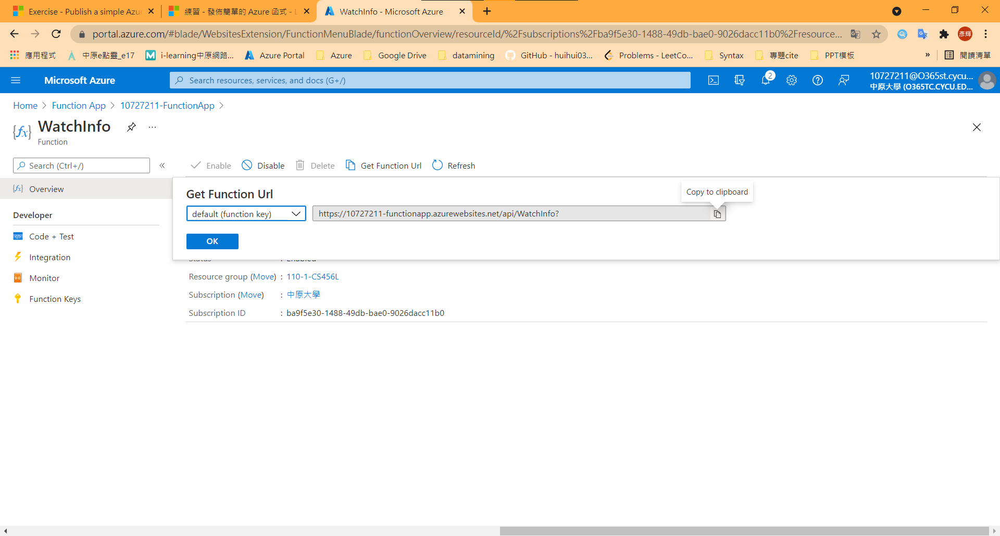 Exercise - Publish a simple Azu
練習 - 發佈簡單的 Azure 函式 - L
WatchInfo - Microsoft Azure
portal.azure.com/#blade/WebsitesExtension/FunctionMenuBlade/functionOverview/resourceId/%2Fsubscriptions%2Fba9f5e30-1488-49db-bae0-9026dacc11b0%2Fresource...
彥輝
應用程式
中原e點靈_e17
i-learning中原網路...
Azure Portal
Azure
Google Drive
datamining
GitHub - huihui03...
Problems - LeetCo...
Syntax
專題cite
PPT模板
»
閱讀清單
Microsoft Azure
Search resources, services, and docs (G+/)
2
10727211@O365st.cycu...
中原大學 (O365TC.CYCU.ED...
Home > Function App > 10727211-FunctionApp >
{fx}
WatchInfo
...
Function
Search (Ctrl+/)
«
Enable
Disable
Delete
Get Function Url
Refresh
{fx} Overview
Developer
Code + Test
Integration
Monitor
Function Keys
Get Function Url
Copy to clipboard
default (function key)
https://10727211-functionapp.azurewebsites.net/api/WatchInfo?
OK
Status : Enabled
Resource group (Move) : 110-1-CS456L
Subscription (Move) : 中原大學
Subscription ID : ba9f5e30-1488-49db-bae0-9026dacc11b0